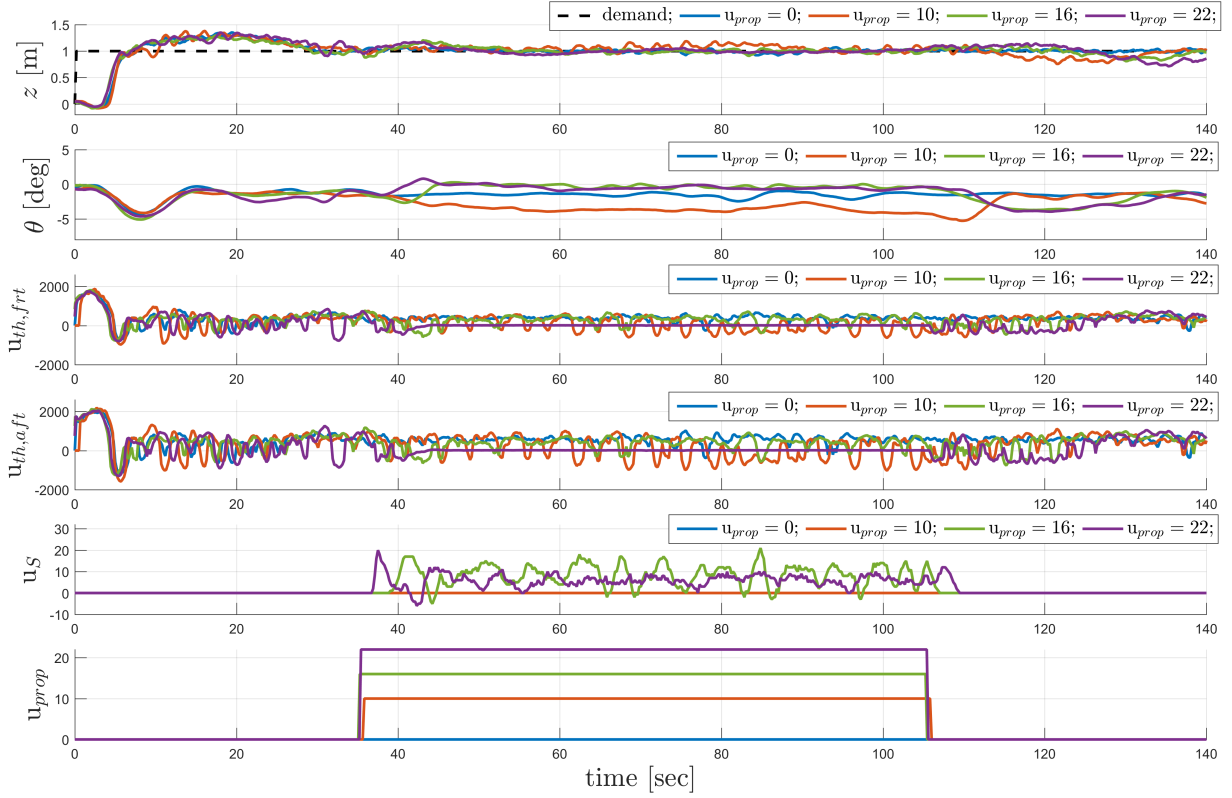 demand; u_prop = 0; u_prop = 10; u_prop = 16; u_prop = 22;
z [m]
1.5
1
0.5
0
0 20 40 60 80 100 120 140
u_prop = 0; u_prop = 10; u_prop = 16; u_prop = 22;
θ [deg]
5
0
-5
0 20 40 60 80 100 120 140
u_prop = 0; u_prop = 10; u_prop = 16; u_prop = 22;
u_th,frt
2000
0
-2000
0 20 40 60 80 100 120 140
u_prop = 0; u_prop = 10; u_prop = 16; u_prop = 22;
u_th,aft
2000
0
-2000
0 20 40 60 80 100 120 140
u_prop = 0; u_prop = 10; u_prop = 16; u_prop = 22;
u_S
30
20
10
0
-10
0 20 40 60 80 100 120 140
u_prop
20
10
0
0 20 40 60 80 100 120 140
time [sec]